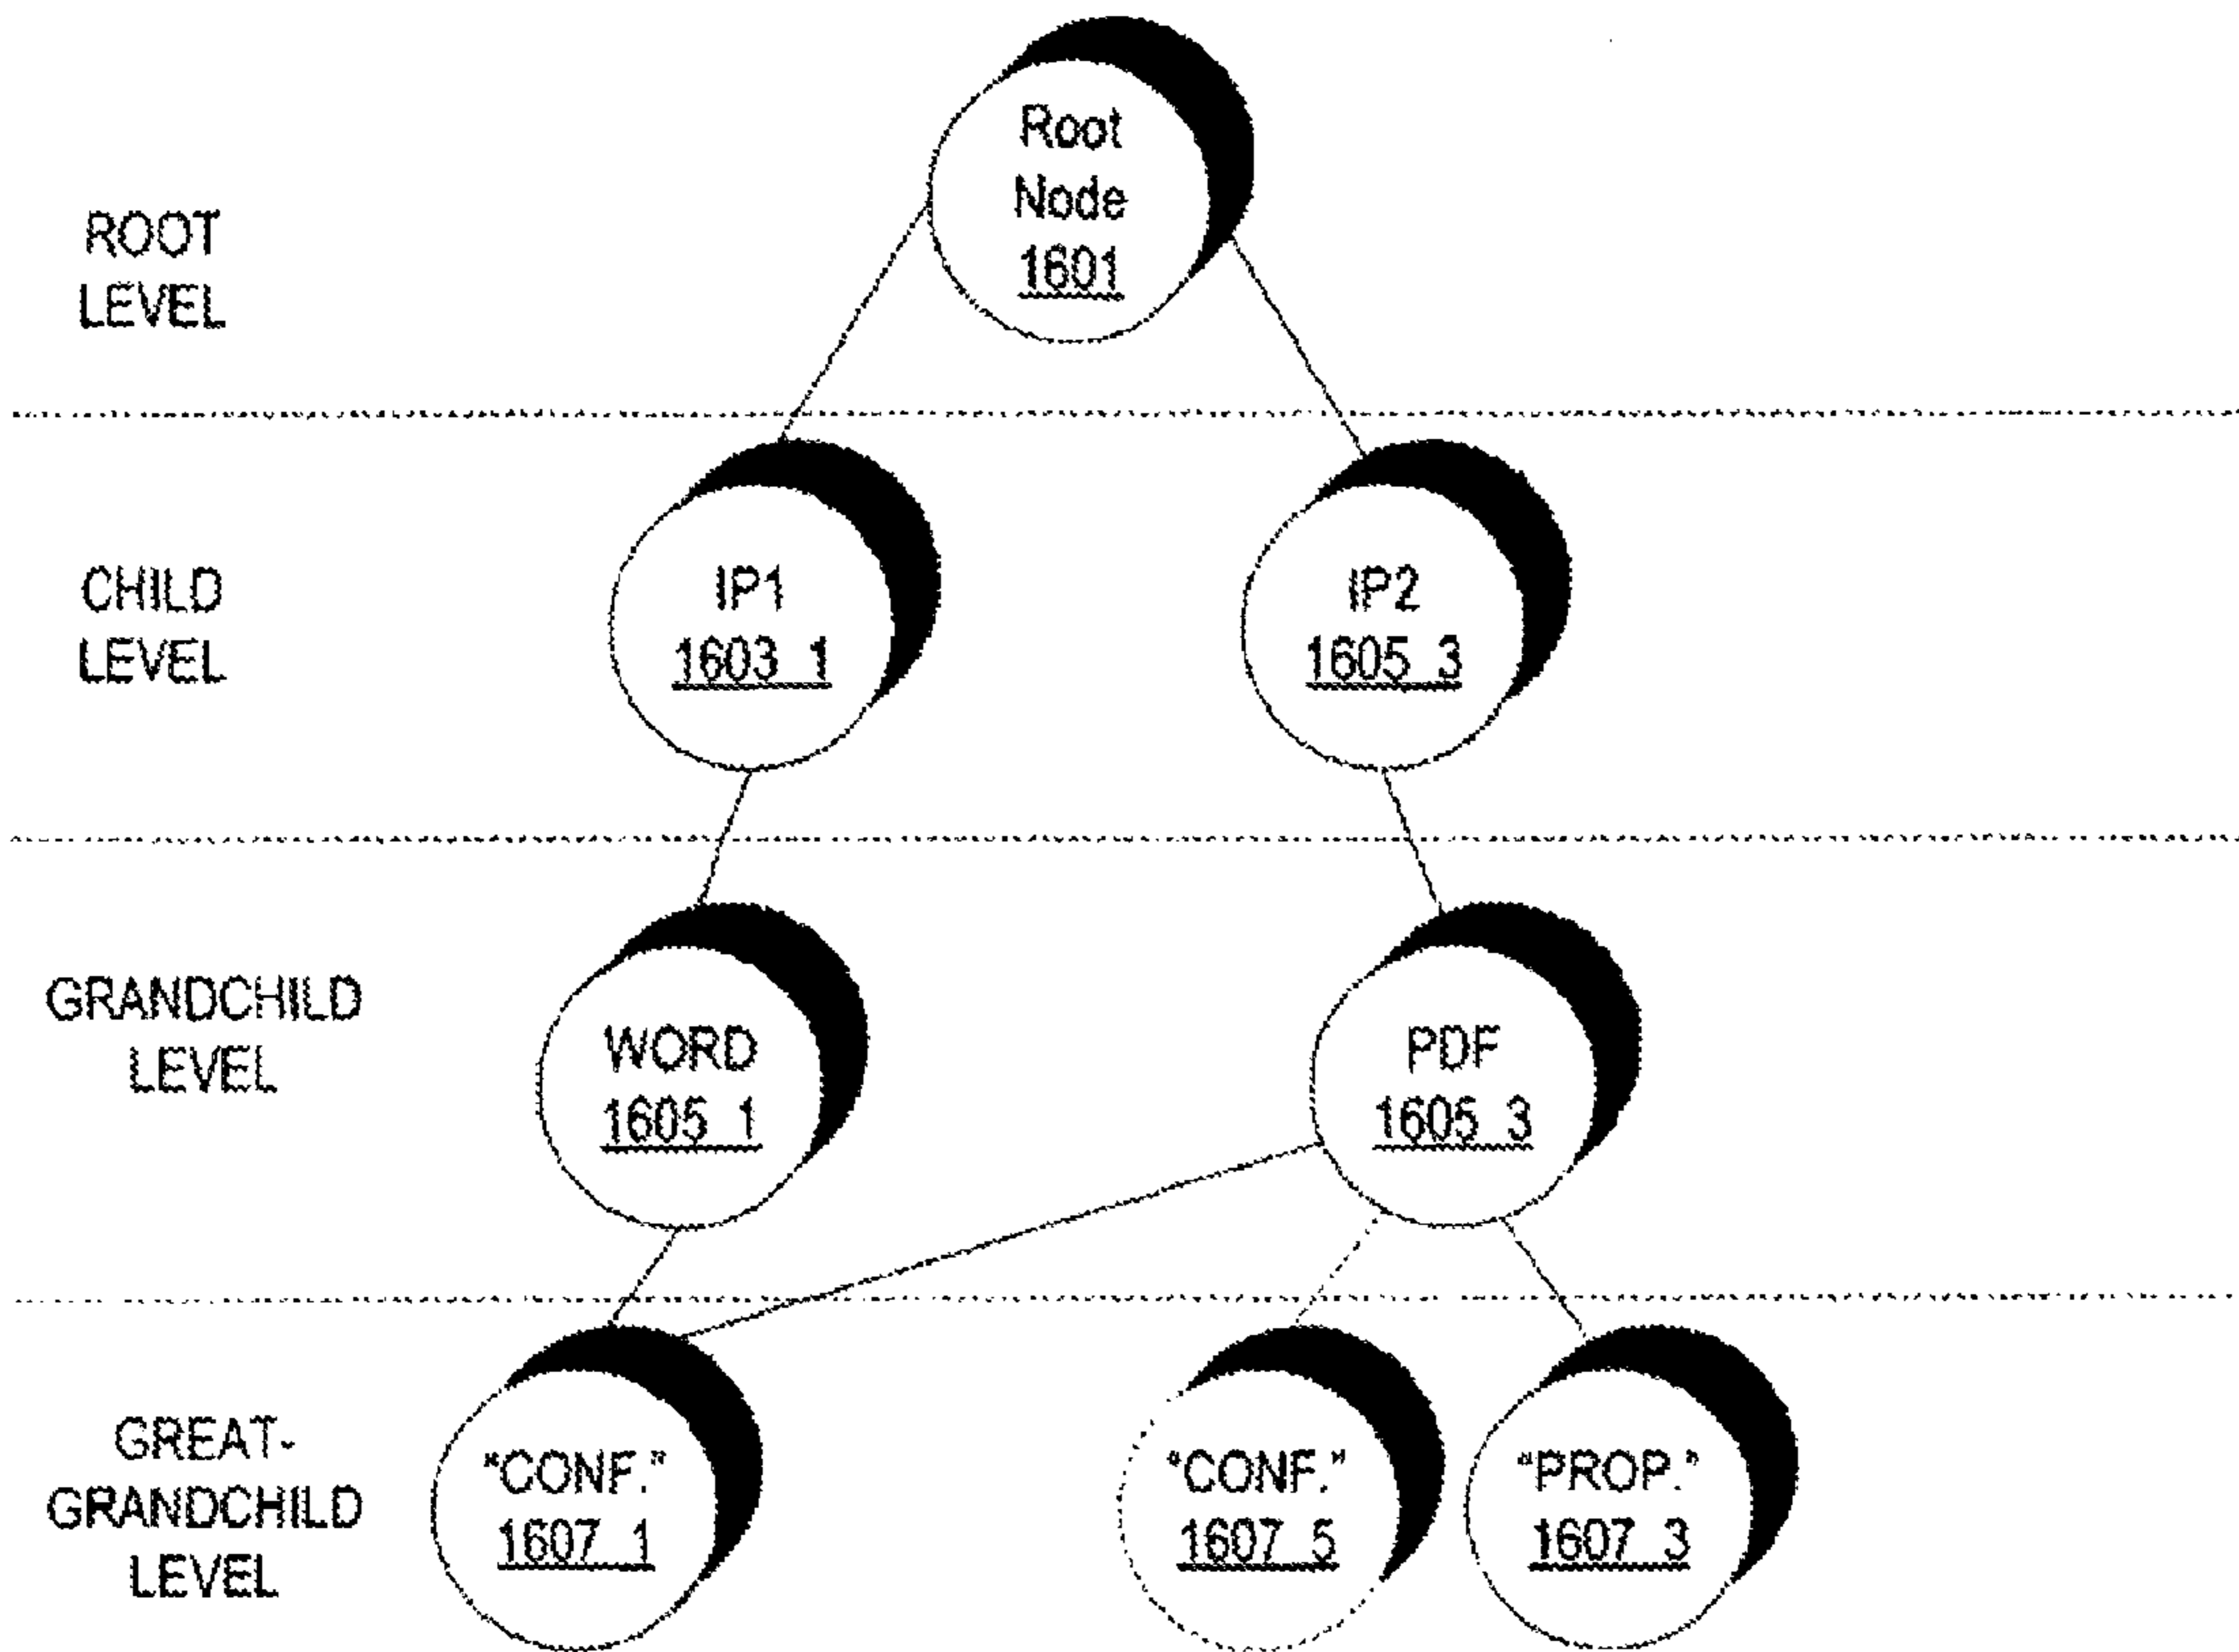 Root
Node
1601
ROOT
LEVEL
CHILD
LEVEL
IP1
1603_1
IP2
1605_3
GRANDCHILD
LEVEL
WORD
1605_1
PDF
1605_3
GREAT-
GRANDCHILD
LEVEL
"CONF."
1607_1
"CONF."
1607_5
"PROP."
1607_3